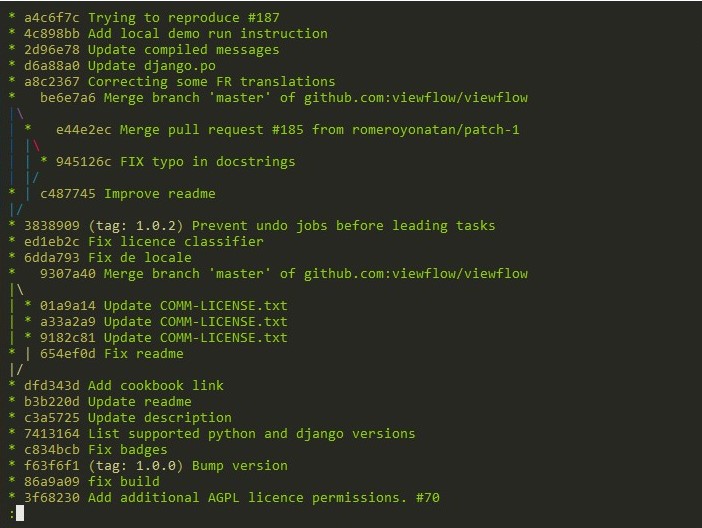 * a4c6f7c Trying to reproduce #187
* 4c898bb Add local demo run instruction
* 2d96e78 Update compiled messages
* d6a88a0 Update django.po
* a8c2367 Correcting some FR translations
*   be6e7a6 Merge branch 'master' of github.com:viewflow/viewflow
|\
| *   e44e2ec Merge pull request #185 from romeroyonatan/patch-1
| |\
| | * 945126c FIX typo in docstrings
| |/
* | c487745 Improve readme
|/
* 3838909 (tag: 1.0.2) Prevent undo jobs before leading tasks
* ed1eb2c Fix licence classifier
* 6dda793 Fix de locale
*   9307a40 Merge branch 'master' of github.com:viewflow/viewflow
|\
| * 01a9a14 Update COMM-LICENSE.txt
| * a33a2a9 Update COMM-LICENSE.txt
| * 9182c81 Update COMM-LICENSE.txt
* | 654ef0d Fix readme
|/
* dfd343d Add cookbook link
* b3b220d Update readme
* c3a5725 Update description
* 7413164 List supported python and django versions
* c834bcb Fix badges
* f63f6f1 (tag: 1.0.0) Bump version
* 86a9a09 fix build
* 3f68230 Add additional AGPL licence permissions. #70
: